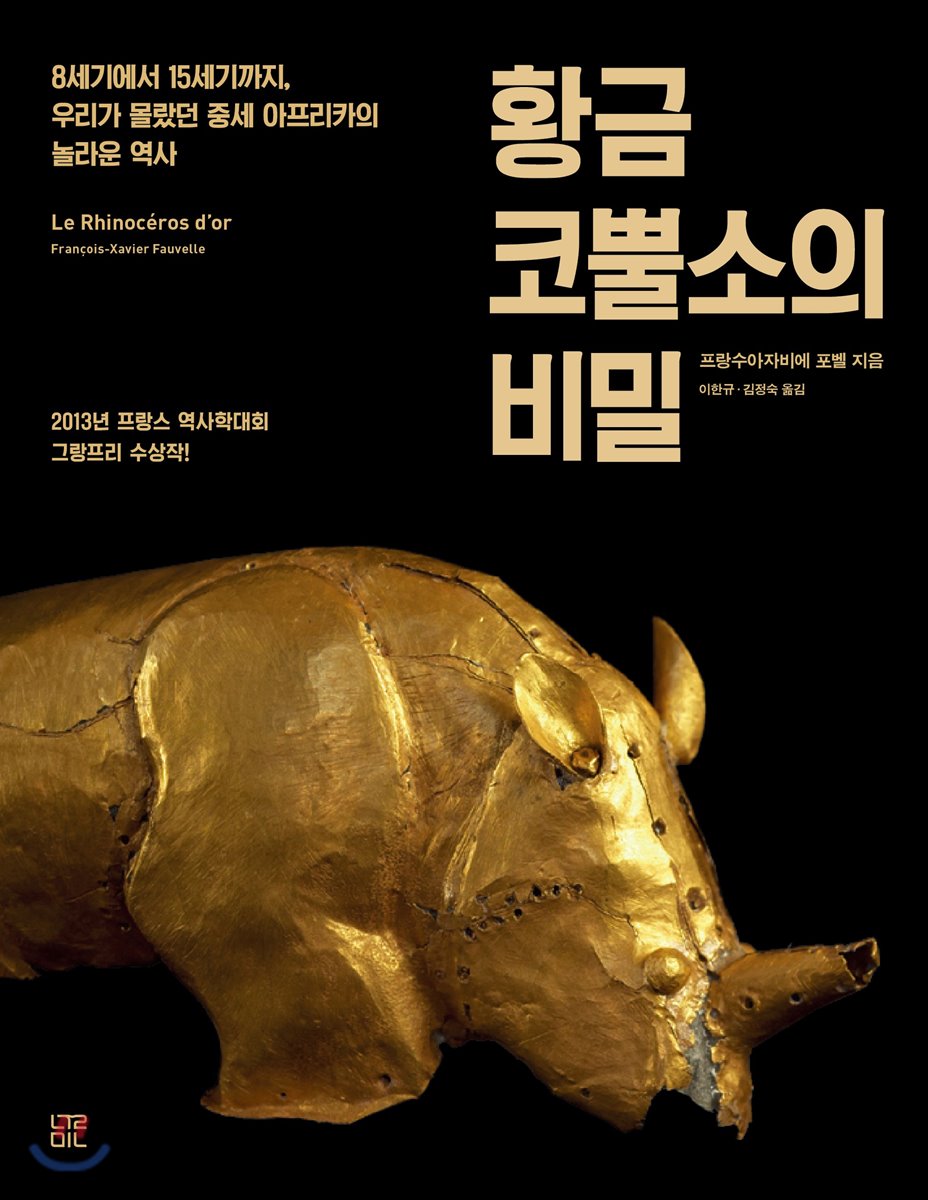 8세기에서 15세기까지,
우리가 몰랐던 중세 아프리카의
놀라운 역사
Le Rhinocéros d’or
François-Xavier Fauvelle
황금
코뿔소의
비밀
프랑수아자비에 포벨 지음
이한규 · 김정숙 옮김
2013년 프랑스 역사학대회
그랑프리 수상작!